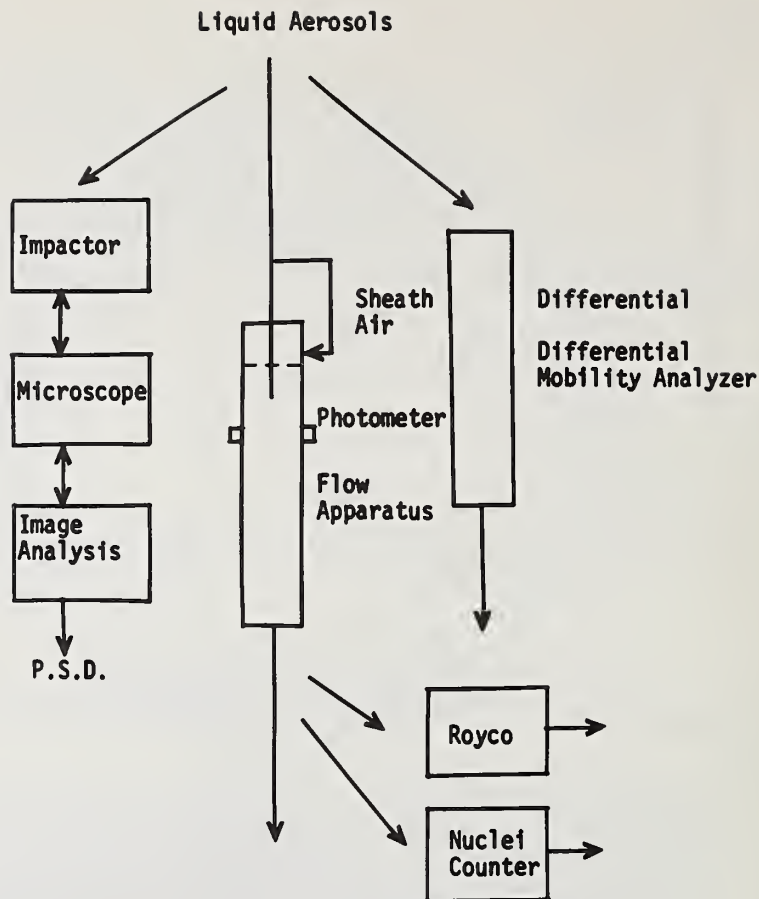 Liquid Aerosols
Impactor
Microscope
Image
Analysis
P.S.D.
Sheath
Air
Photometer
Flow
Apparatus
Differential
Differential
Mobility Analyzer
Royco
Nuclei
Counter